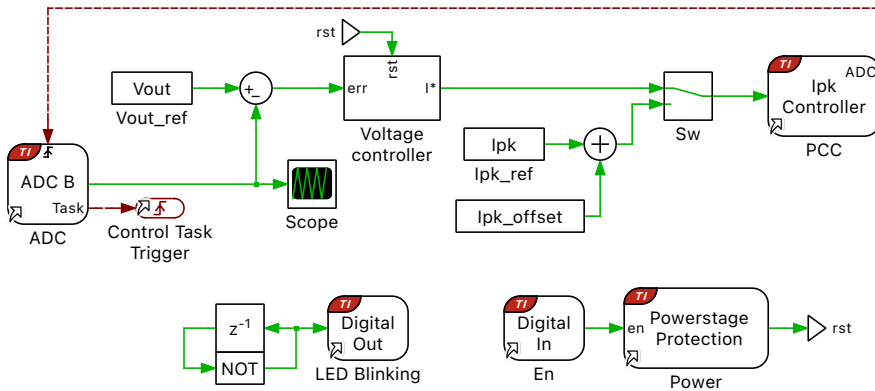 rst
Vout
Vout_ref
+
−
err
rst
I*
Voltage
controller
Sw
TI
Ipk
Controller
ADC
PCC
Ipk
Ipk_ref
+
Ipk_offset
TI
ADC B
Task
ADC
Control Task
Trigger
Scope
z-1
NOT
TI
Digital
Out
LED Blinking
TI
Digital
In
En
TI
en
Powerstage
Protection
Power
rst